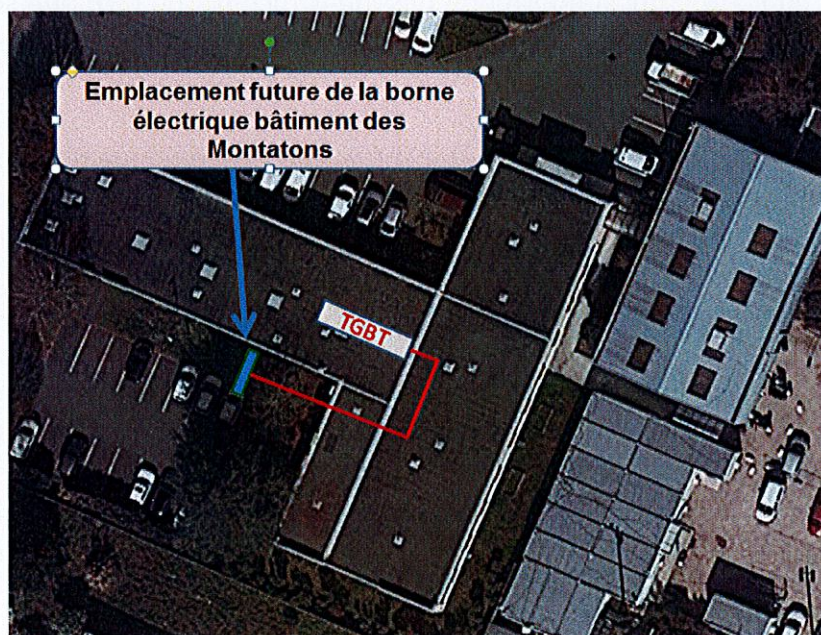 Emplacement future de la borne
électrique bâtiment des
Montatons
TGBT